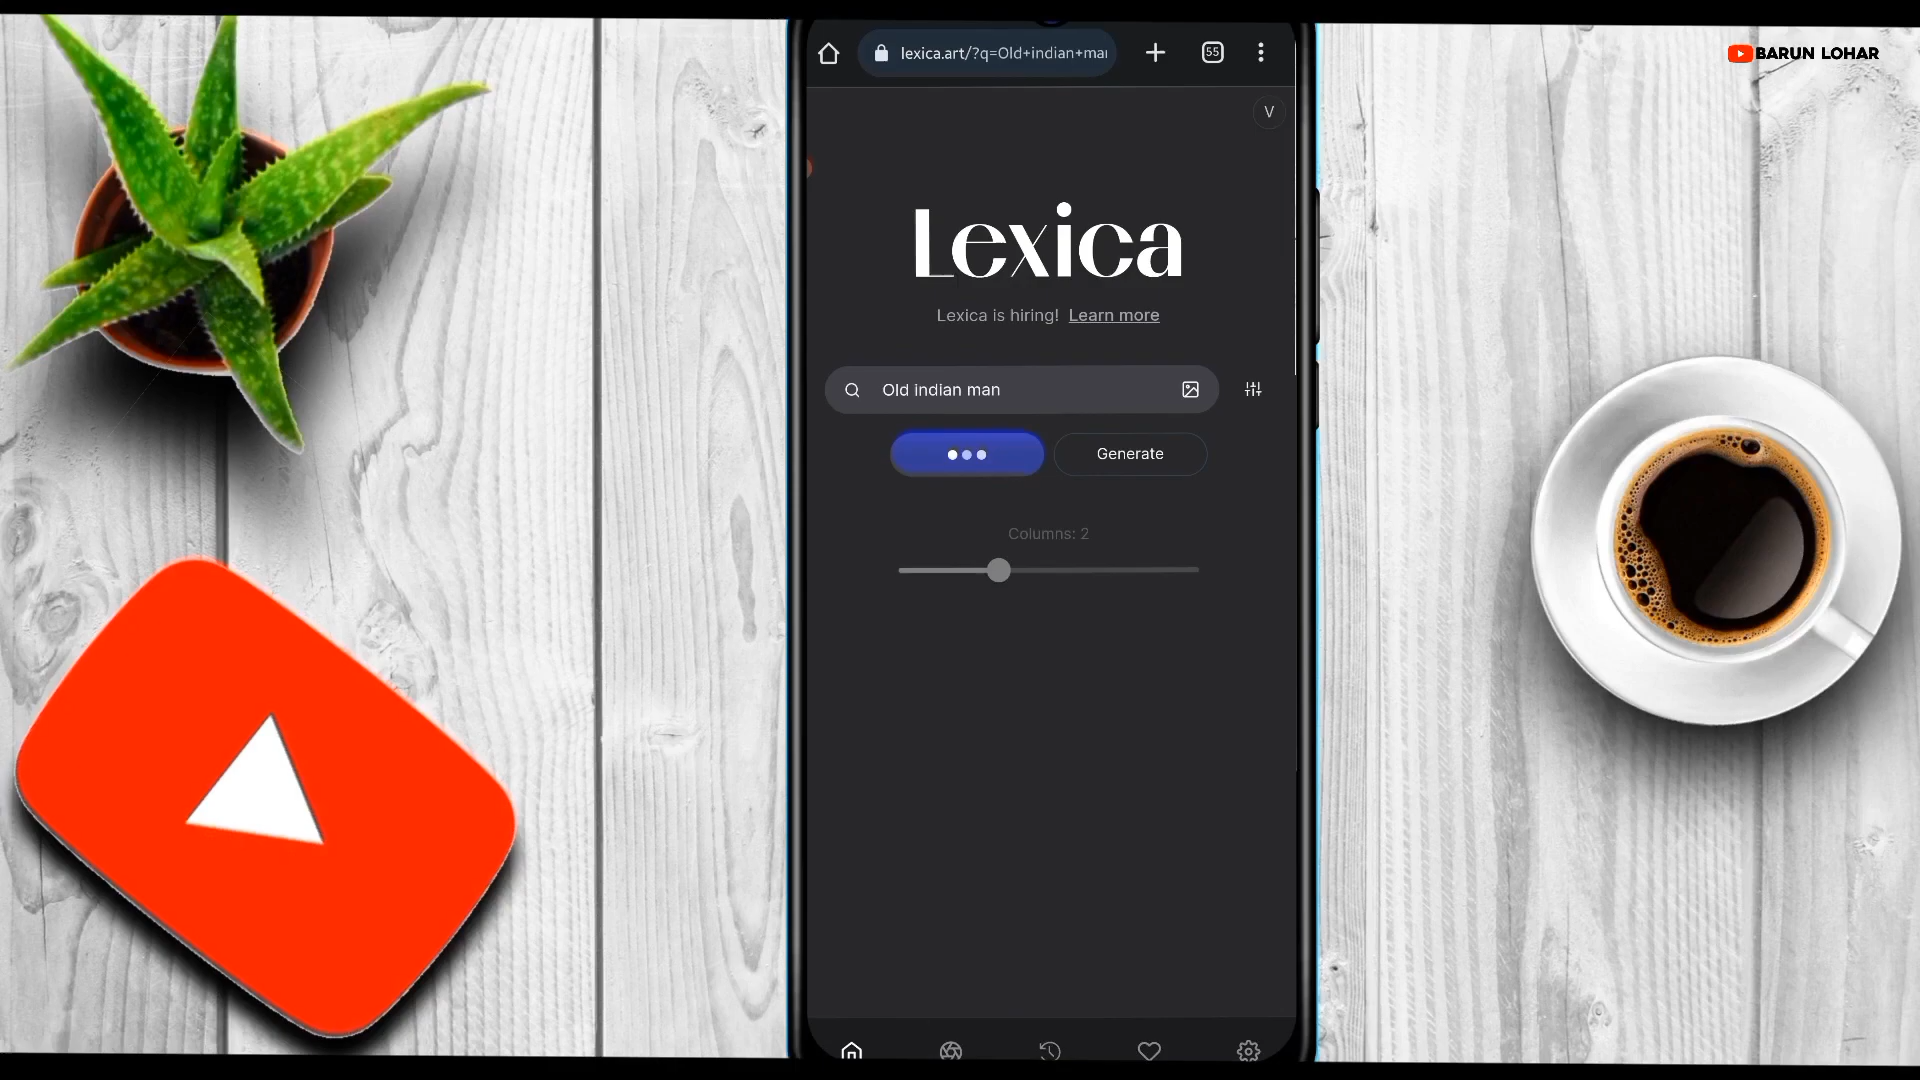 lexica.art/?q=Old+indian+mai
55
BARUN LOHAR
V
Lexica
Lexica is hiring! Learn more
Old indian man
Generate
Columns: 2